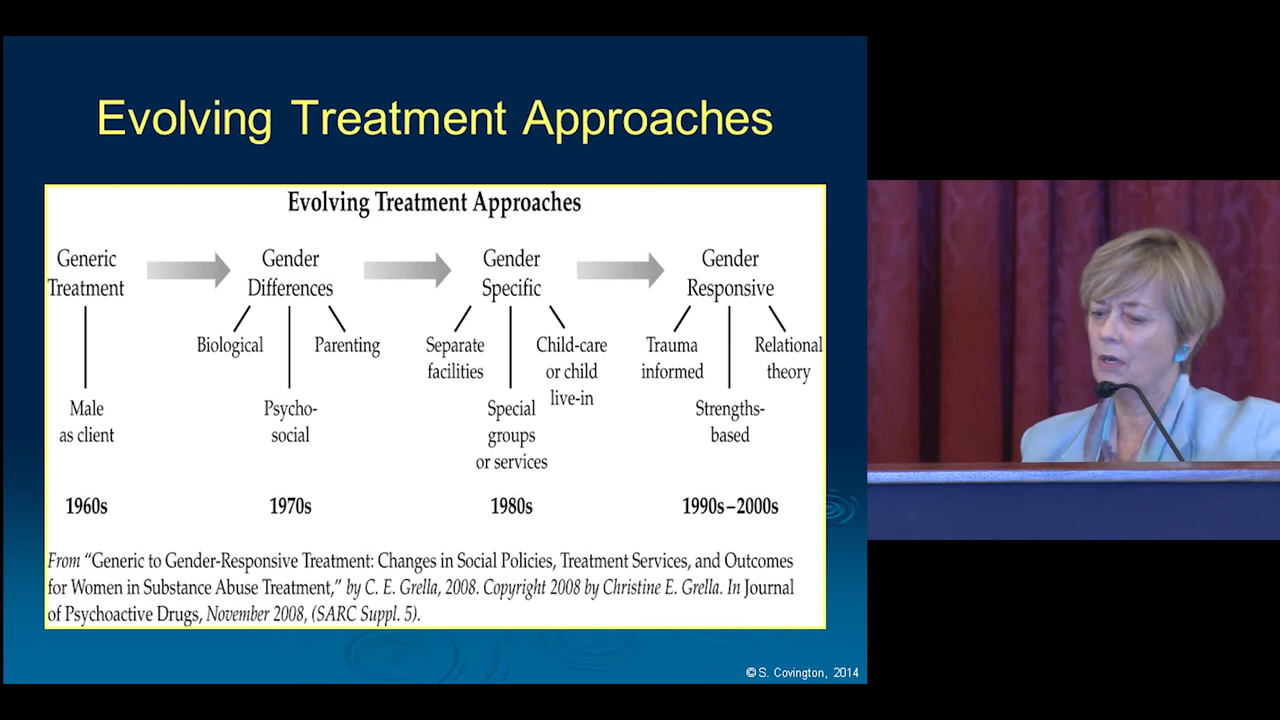 Evolving Treatment Approaches
Evolving Treatment Approaches
Generic
Treatment
Male
as client
1960s
Gender
Differences
Biological
Psycho-
social
Parenting
1970s
Gender
Specific
Separate
facilities
Special
groups
or services
Child-care
or child
live-in
1980s
Gender
Responsive
Trauma
informed
Strengths-
based
Relational
theory
1990s–2000s
From “Generic to Gender-Responsive Treatment: Changes in Social Policies, Treatment Services, and Outcomes
for Women in Substance Abuse Treatment,” by C. E. Grella, 2008. Copyright 2008 by Christine E. Grella. In Journal
of Psychoactive Drugs, November 2008, (SARC Suppl. 5).
© S. Covington, 2014